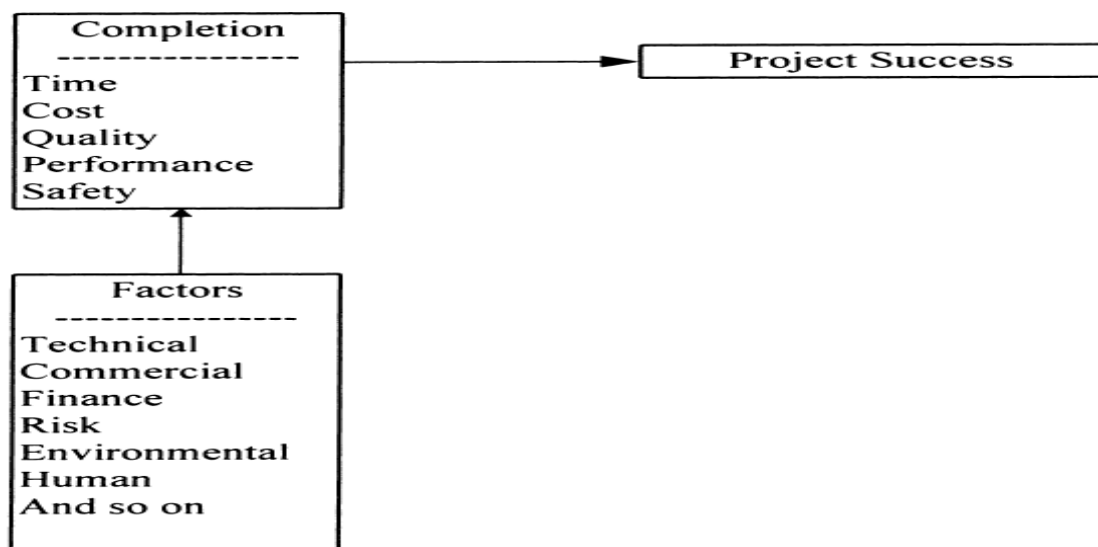 Completion
-----------------
Time
Cost
Quality
Performance
Safety
Project Success
Factors
-----------------
Technical
Commercial
Finance
Risk
Environmental
Human
And so on